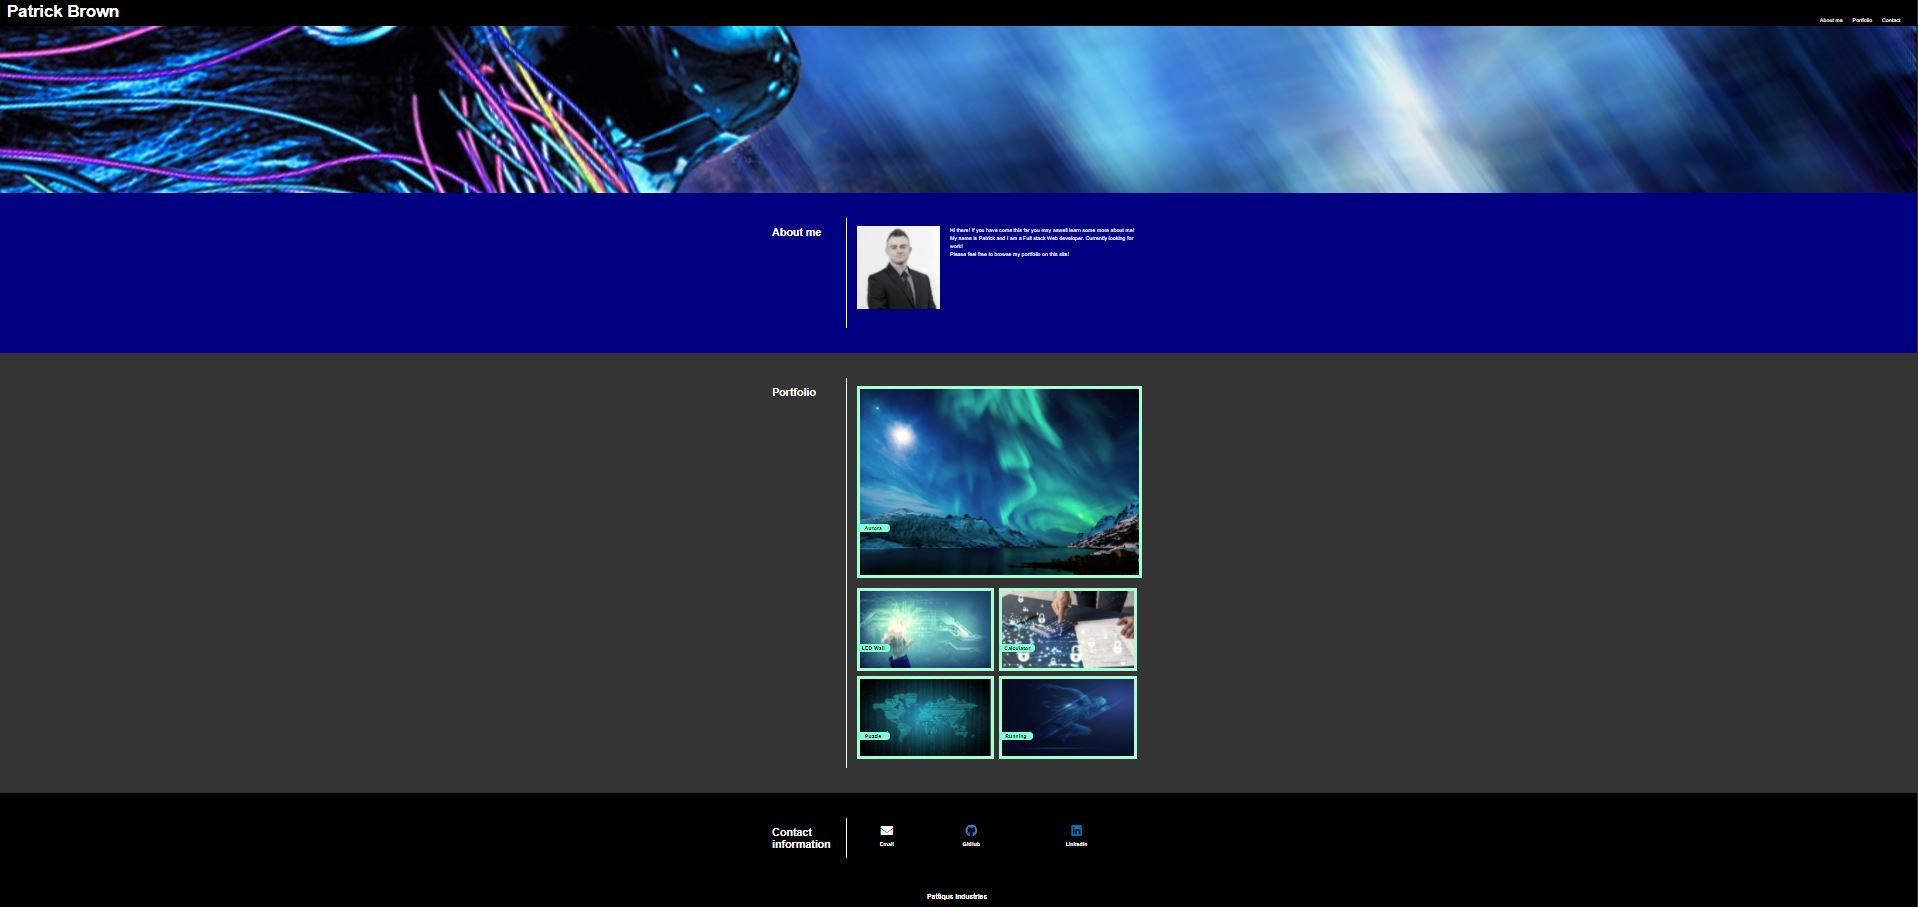 Patrick Brown
About me Portfolio Contact
About me
Hi there! If you have come this far you may aswell learn some more about me!
My name is Patrick and I am a Full stack Web developer. Currently looking for
work!
Please feel free to browse my portfolio on this site!
Portfolio
Aurora
LED Wall
Calculator
Puzzle
Running
Contact
information
Email
GitHub
LinkedIn
Industries